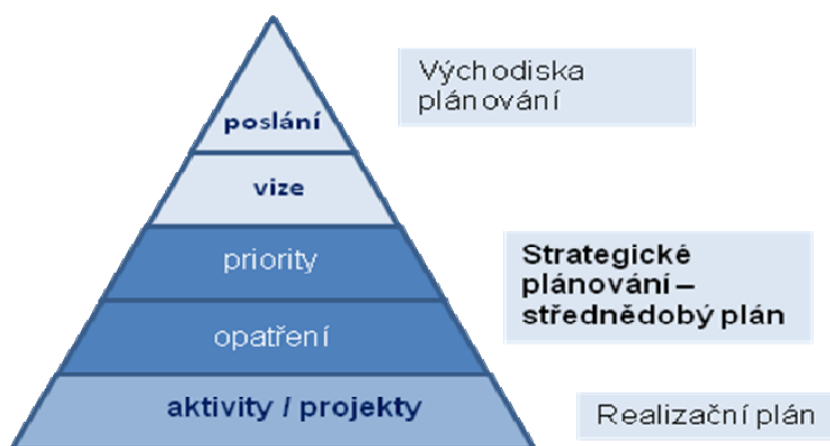 Východiska
plánování
poslání
vize
priority
Strategické
plánování –
střednědobý plán
opatření
aktivity / projekty
Realizační plán